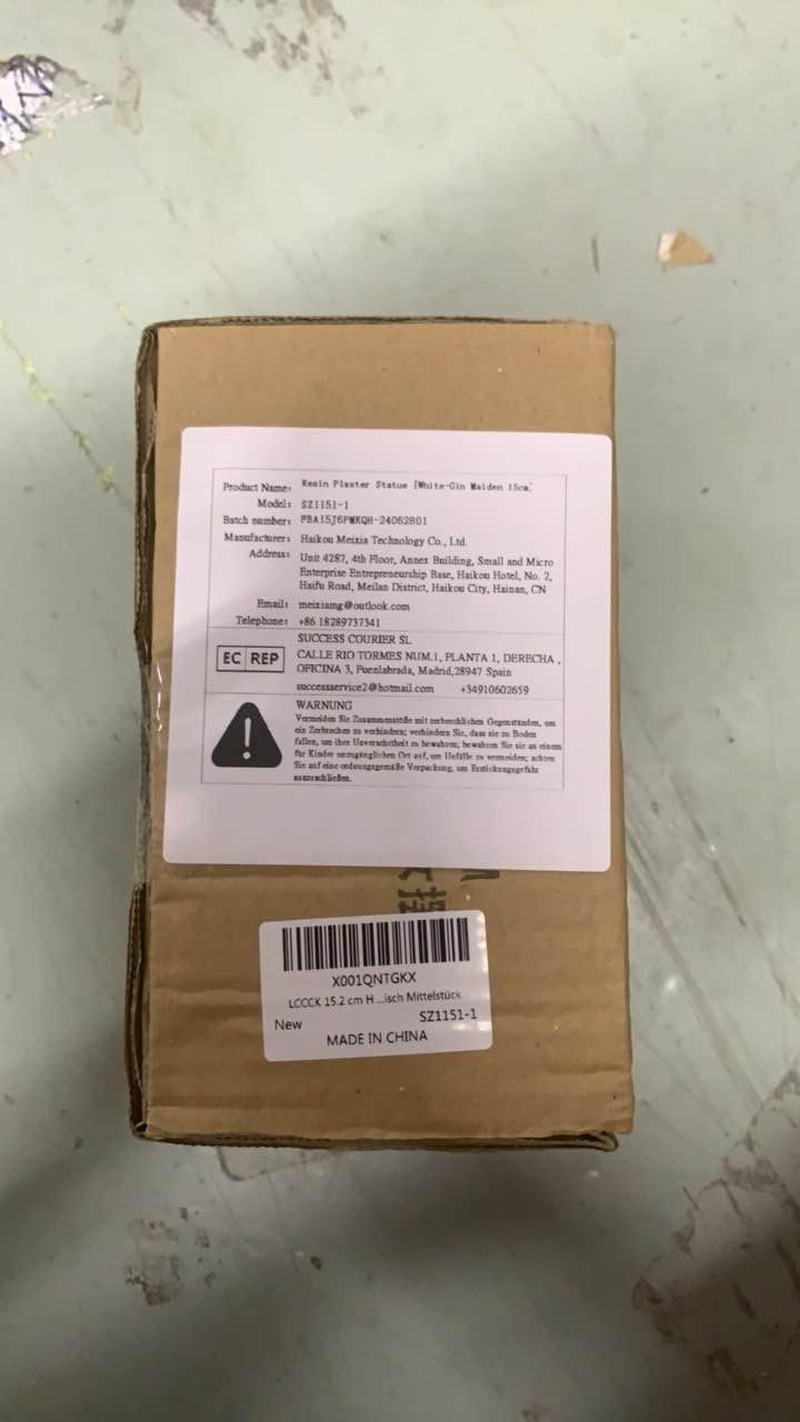 Product Name: Resin Plaster Statue [White-Gin Maiden 15cm]
Model: SZ1151-1
Batch number: PBA15J6PMKQH-24062801
Manufacturer: Haikou Meixia Technology Co., Ltd.
Address: Unit 4287, 4th Floor, Annex Building, Small and Micro
Enterprise Entrepreneurship Base, Haikou Hotel, No. 2,
Haifu Road, Meilan District, Haikou City, Hainan, CN
Email: meixiamg@outlook.com
Telephone: +86 18289737341
SUCCESS COURIER SL
EC REP
CALLE RIO TORMES NUM.1, PLANTA 1, DERECHA,
OFICINA 3, Fuenlabrada, Madrid,28947 Spain
successservice2@hotmail.com +34910602659
WARNUNG
Vermeiden Sie Zusammenstöße mit zerbrechlichen Gegenständen, um
ein Zerbrechen zu verhindern; verhindern Sie, dass sie zu Boden
fallen, um ihre Unversehrtheit zu bewahren; bewahren Sie sie an einem
für Kinder unzugänglichen Ort auf, um Unfälle zu vermeiden; achten
Sie auf eine ordnungsgemäße Verpackung, um Erstickungsgefahr
auszuschließen.
X001QNTGKX
LCCCK 15.2 cm H ...isch Mittelstück
New SZ1151-1
MADE IN CHINA